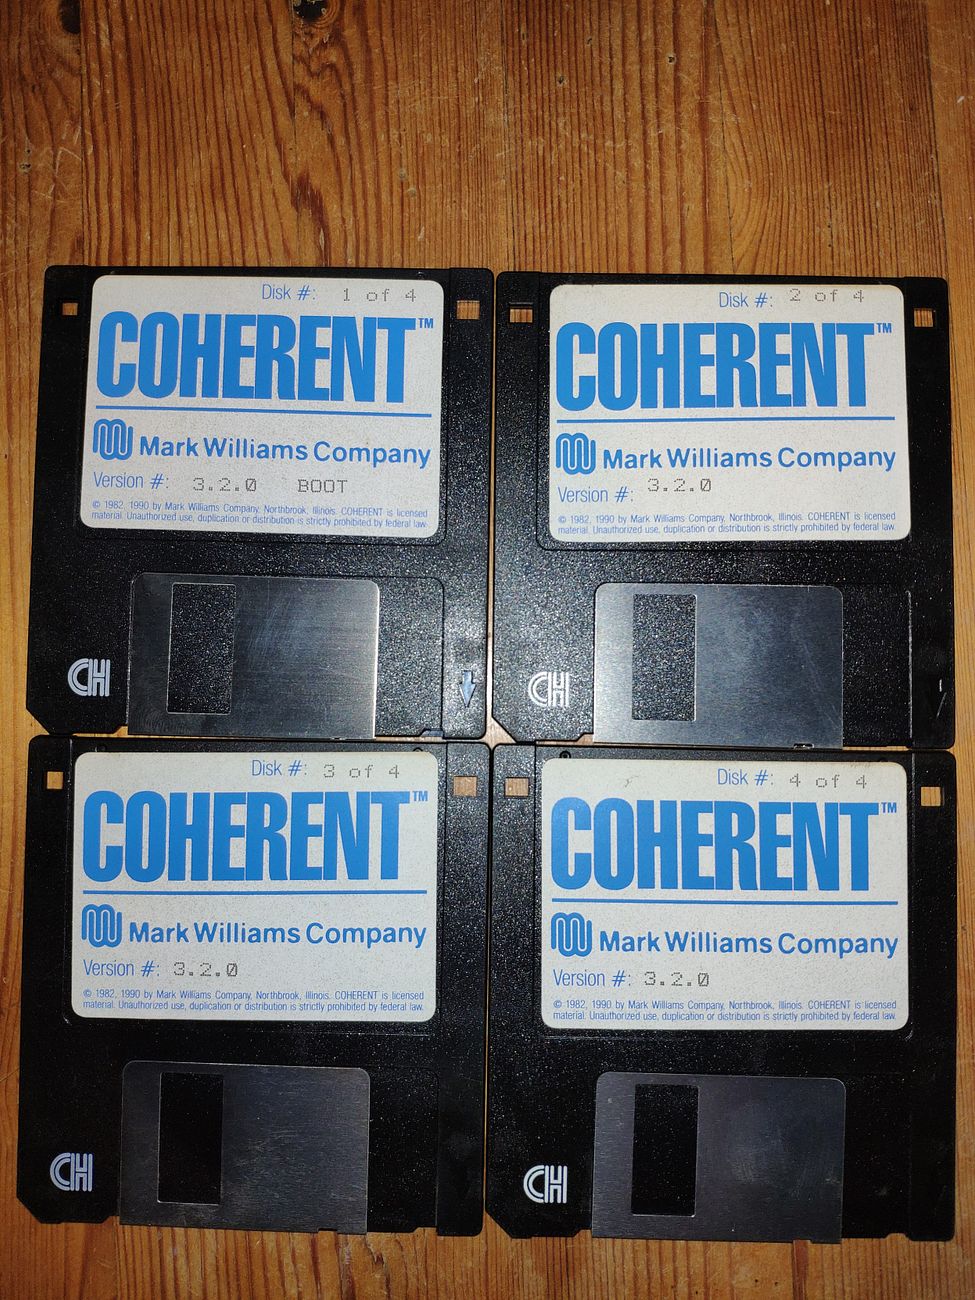 Disk #: 1 of 4
COHERENT™
Mark Williams Company
Version #: 3.2.0 BOOT
© 1982, 1990 by Mark Williams Company, Northbrook, Illinois. COHERENT is licensed
material. Unauthorized use, duplication or distribution is strictly prohibited by federal law.
CH
Disk #: 2 of 4
COHERENT™
Mark Williams Company
Version #: 3.2.0
© 1982, 1990 by Mark Williams Company, Northbrook, Illinois. COHERENT is licensed
material. Unauthorized use, duplication or distribution is strictly prohibited by federal law.
CH
Disk #: 3 of 4
COHERENT™
Mark Williams Company
Version #: 3.2.0
© 1982, 1990 by Mark Williams Company, Northbrook, Illinois. COHERENT is licensed
material. Unauthorized use, duplication or distribution is strictly prohibited by federal law.
CH
Disk #: 4 of 4
COHERENT™
Mark Williams Company
Version #: 3.2.0
© 1982, 1990 by Mark Williams Company, Northbrook, Illinois. COHERENT is licensed
material. Unauthorized use, duplication or distribution is strictly prohibited by federal law.
CH